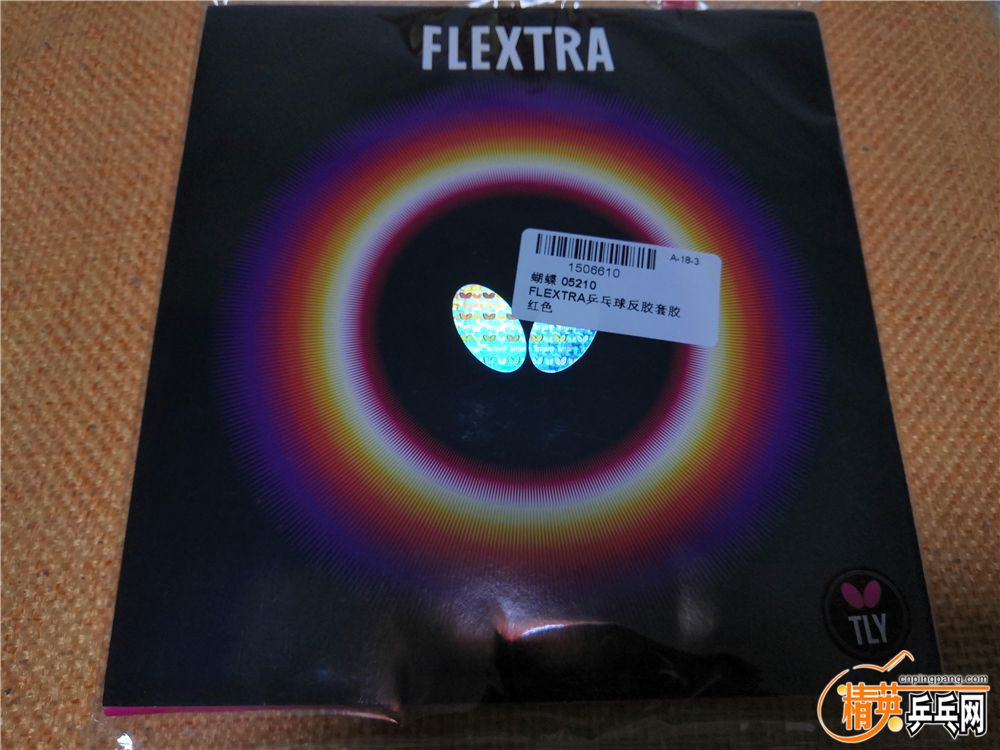 FLEXTRA
A-18-3
1506610
蝴蝶 05210
FLEXTRA乒乓球反胶套胶
红色
TLY
cnpingpang.com
精英乒乓网